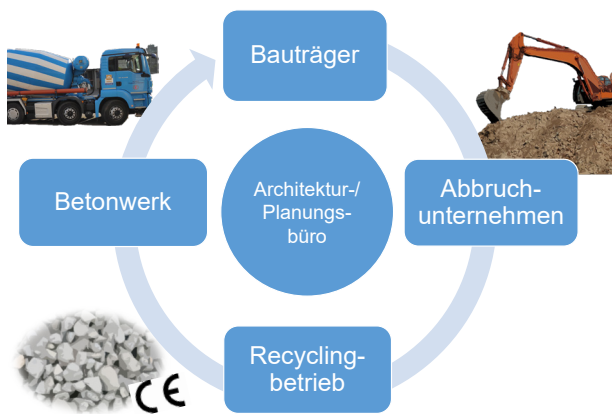 Bauträger
Abbruch-
unternehmen
Recycling-
betrieb
Betonwerk
Architektur-/
Planungs-
büro
CE